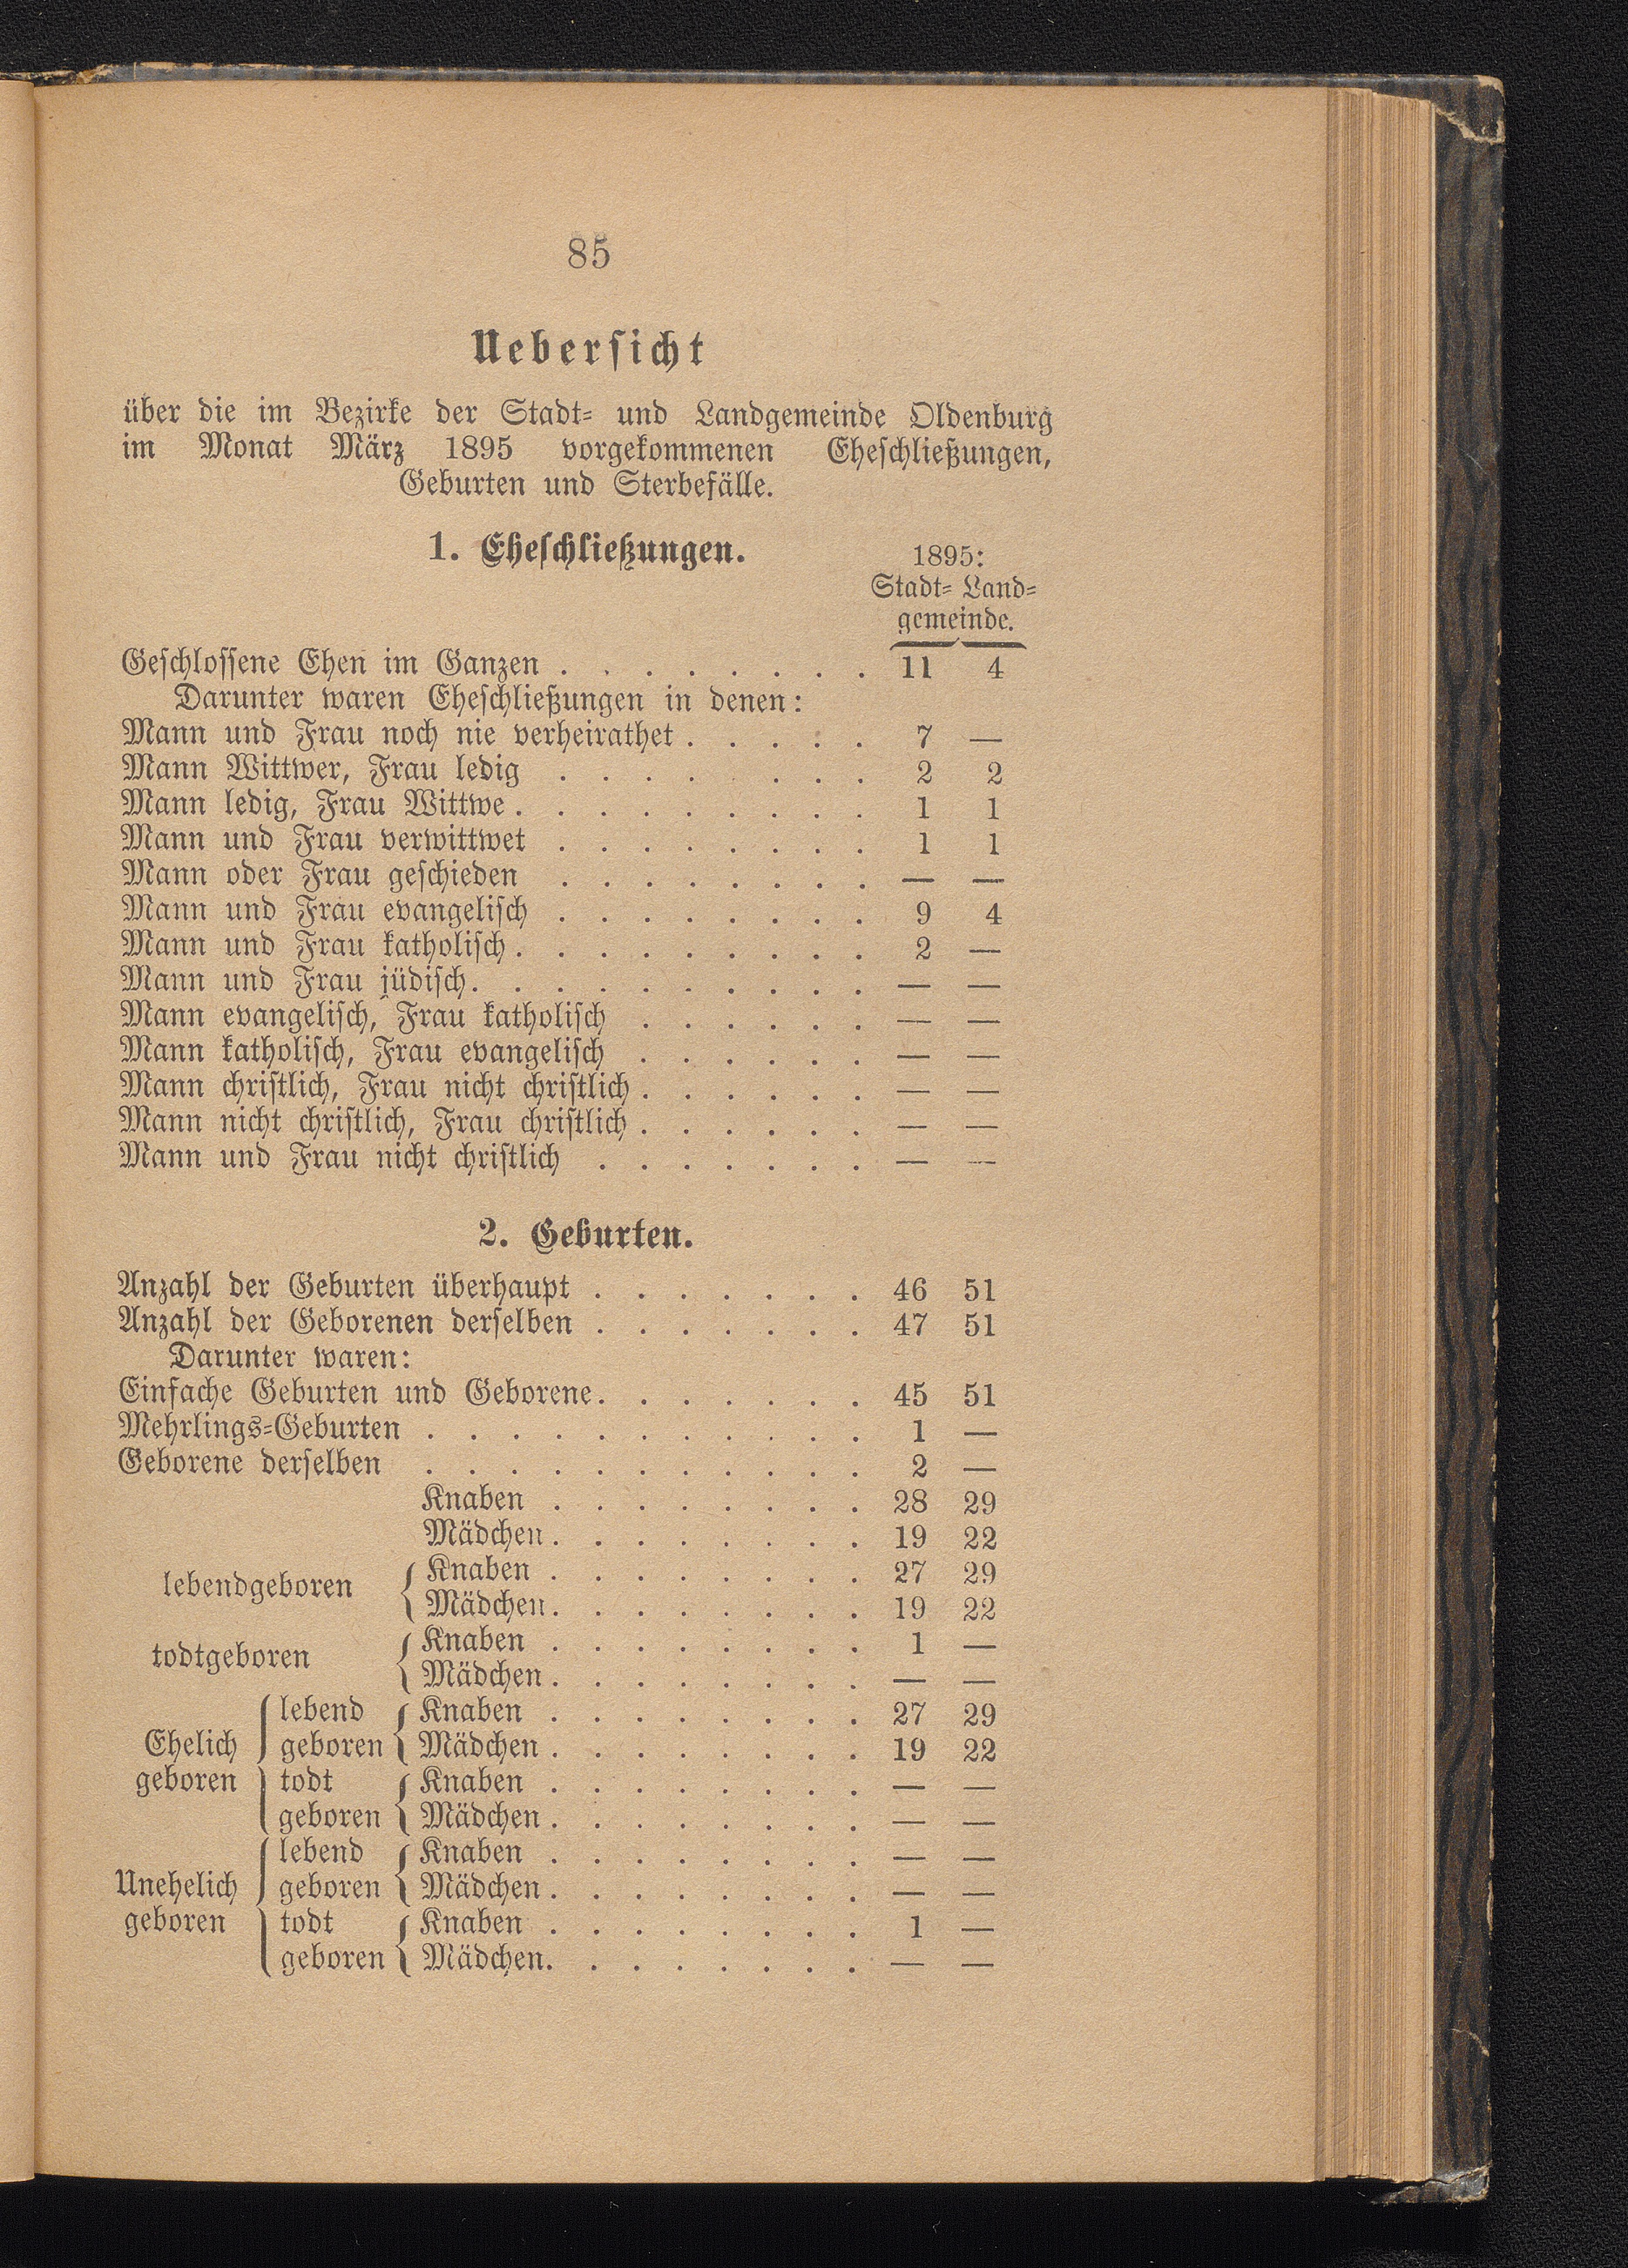 85
Uebersicht
über die im Bezirke der Stadt- und Landgemeinde Oldenburg
im Monat März 1895 vorgekommenen Eheschließungen,
Geburten und Sterbefälle.
1. Eheschließungen.
1895:
Stadt- Land-
gemeinde.
Geschlossene Ehen im Ganzen . . . . . . . . 11 4
Darunter waren Eheschließungen in denen:
Mann und Frau noch nie verheirathet . . . . . 7 —
Mann Wittwer, Frau ledig . . . . . . . 2 2
Mann ledig, Frau Wittwe . . . . . . . . . 1 1
Mann und Frau verwittwet . . . . . . . . 1 1
Mann oder Frau geschieden . . . . . . . . — —
Mann und Frau evangelisch . . . . . . . . 9 4
Mann und Frau katholisch . . . . . . . . . 2 —
Mann und Frau jüdisch . . . . . . . . . . — —
Mann evangelisch, Frau katholisch . . . . . . — —
Mann katholisch, Frau evangelisch . . . . . . — —
Mann christlich, Frau nicht christlich . . . . . . — —
Mann nicht christlich, Frau christlich . . . . . . — —
Mann und Frau nicht christlich . . . . . . . — —
2. Geburten.
Anzahl der Geburten überhaupt . . . . . . . 46 51
Anzahl der Geborenen derselben . . . . . . . 47 51
Darunter waren:
Einfache Geburten und Geborene . . . . . . . 45 51
Mehrlings-Geburten . . . . . . . . . . . 1 —
Geborene derselben . . . . . . . . . . . 2 —
Knaben . . . . . . . . 28 29
Mädchen . . . . . . . . 19 22
lebendgeboren { Knaben . . . . . . . . 27 29
Mädchen . . . . . . . . 19 22
todtgeboren { Knaben . . . . . . . . 1 —
Mädchen . . . . . . . . — —
lebend { Knaben . . . . . . . . 27 29
Ehelich geboren Mädchen . . . . . . . . 19 22
geboren todt { Knaben . . . . . . . . — —
geboren Mädchen . . . . . . . . — —
lebend { Knaben . . . . . . . . — —
Unehelich geboren Mädchen . . . . . . . . — —
geboren todt { Knaben . . . . . . . . 1 —
geboren Mädchen . . . . . . . . — —